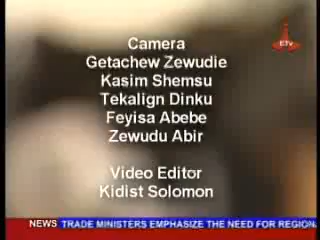 ETV
Camera
Getachew Zewudie
Kasim Shemsu
Tekalign Dinku
Feyisa Abebe
Zewudu Abir
Video Editor
Kidist Solomon
NEWS TRADE MINISTERS EMPHASIZE THE NEED FOR REGION